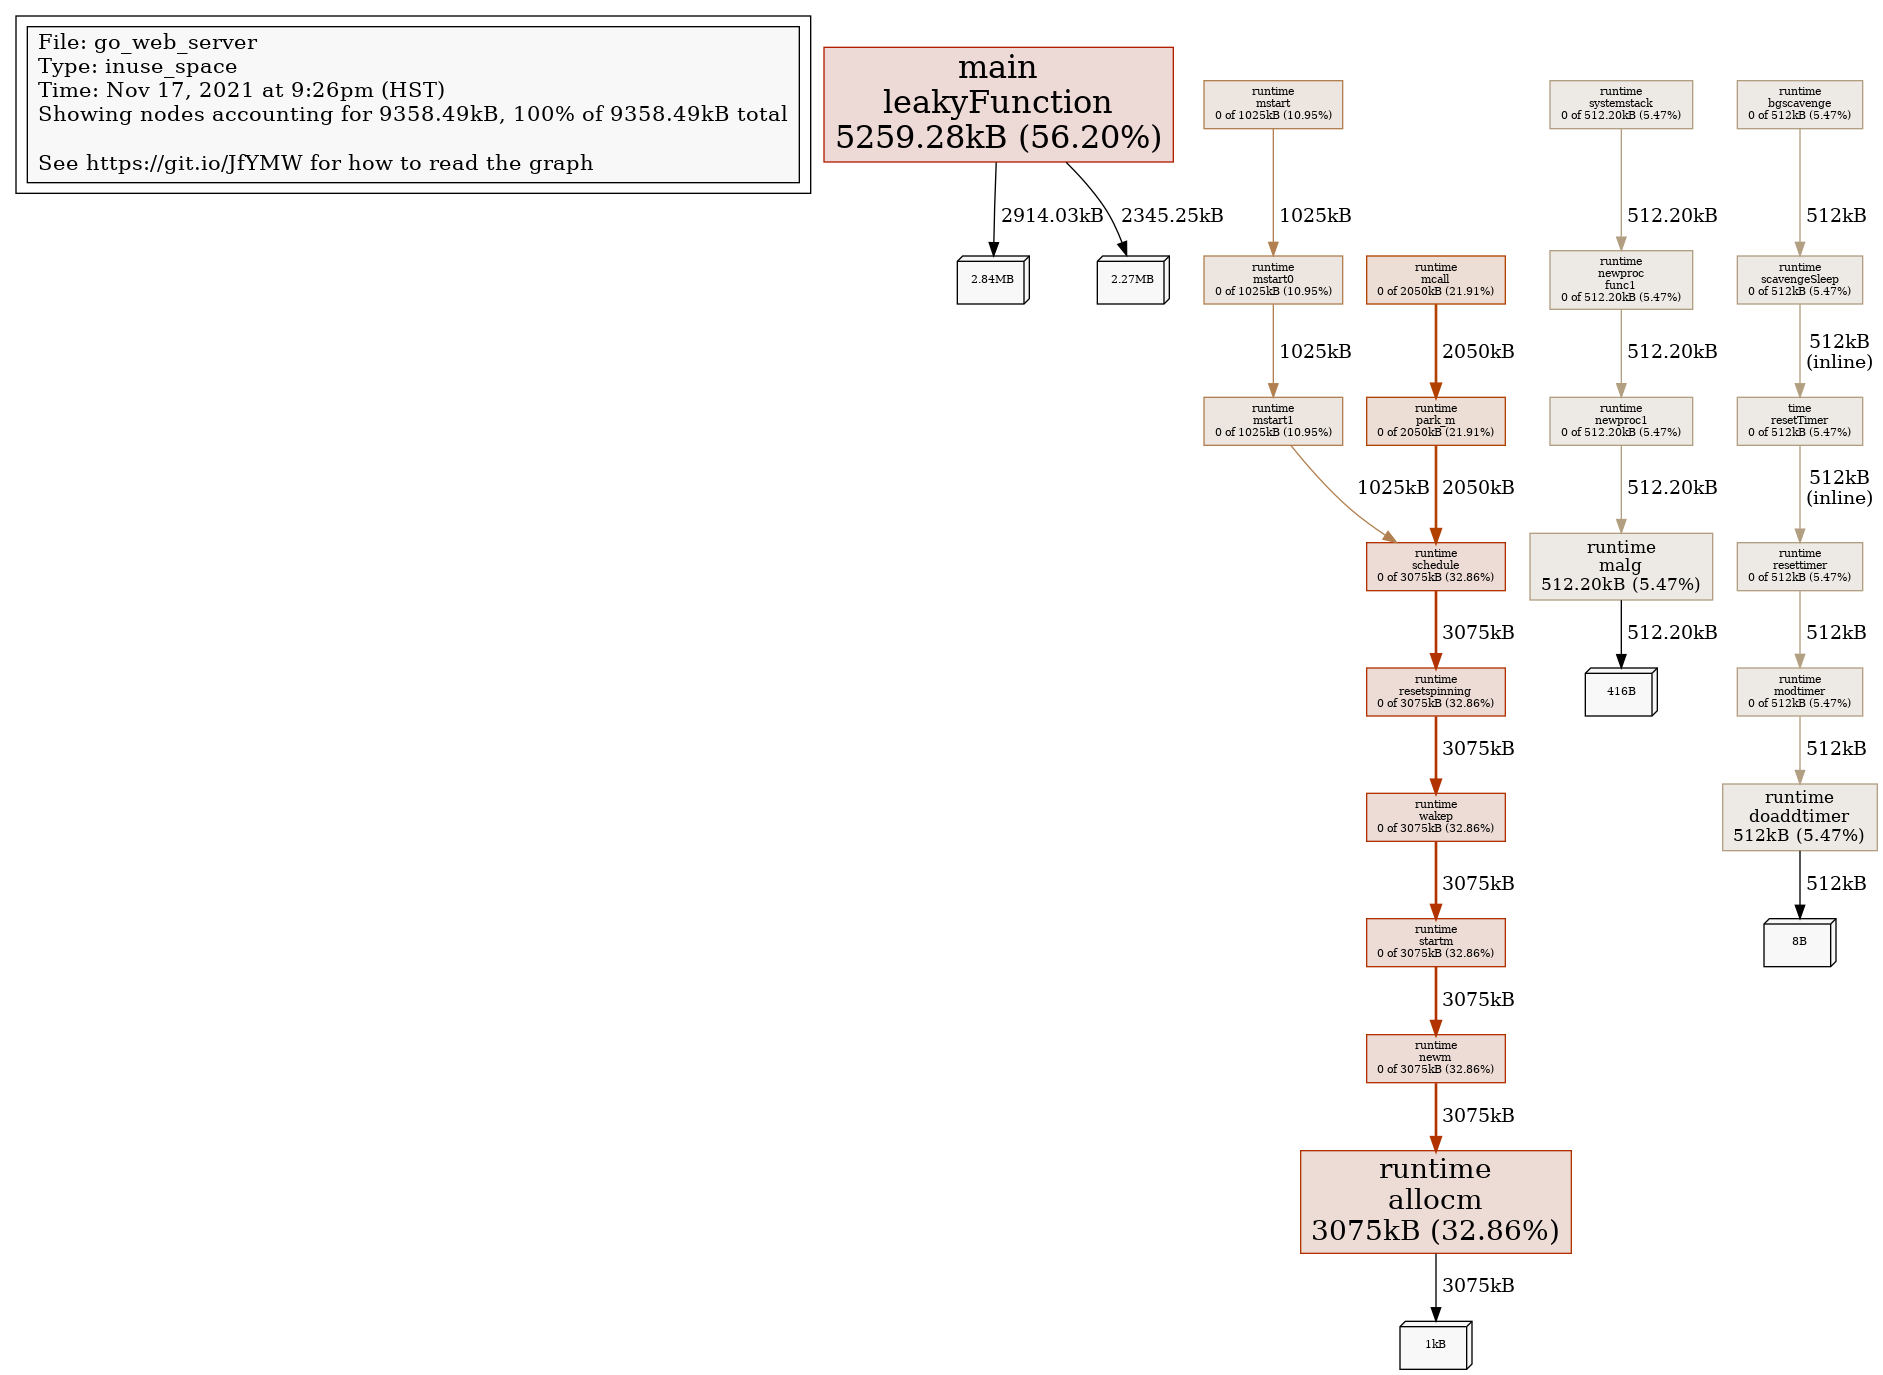 File: go_web_server
Type: inuse_space
Time: Nov 17, 2021 at 9:26pm (HST)
Showing nodes accounting for 9358.49kB, 100% of 9358.49kB total
See https://git.io/JfYMW for how to read the graph
main
leakyFunction
5259.28kB (56.20%)
2914.03kB
2345.25kB
2.84MB
2.27MB
runtime
mstart
0 of 1025kB (10.95%)
1025kB
runtime
mstart0
0 of 1025kB (10.95%)
1025kB
runtime
mstart1
0 of 1025kB (10.95%)
1025kB
runtime
mcall
0 of 2050kB (21.91%)
2050kB
runtime
park_m
0 of 2050kB (21.91%)
2050kB
runtime
schedule
0 of 3075kB (32.86%)
3075kB
runtime
resetspinning
0 of 3075kB (32.86%)
3075kB
runtime
wakep
0 of 3075kB (32.86%)
3075kB
runtime
startm
0 of 3075kB (32.86%)
3075kB
runtime
newm
0 of 3075kB (32.86%)
3075kB
runtime
allocm
3075kB (32.86%)
3075kB
1kB
runtime
systemstack
0 of 512.20kB (5.47%)
512.20kB
runtime
newproc
func1
0 of 512.20kB (5.47%)
512.20kB
runtime
newproc1
0 of 512.20kB (5.47%)
512.20kB
runtime
malg
512.20kB (5.47%)
512.20kB
416B
runtime
bgscavenge
0 of 512kB (5.47%)
512kB
runtime
scavengeSleep
0 of 512kB (5.47%)
512kB
(inline)
time
resetTimer
0 of 512kB (5.47%)
512kB
(inline)
runtime
resettimer
0 of 512kB (5.47%)
512kB
runtime
modtimer
0 of 512kB (5.47%)
512kB
runtime
doaddtimer
512kB (5.47%)
512kB
8B